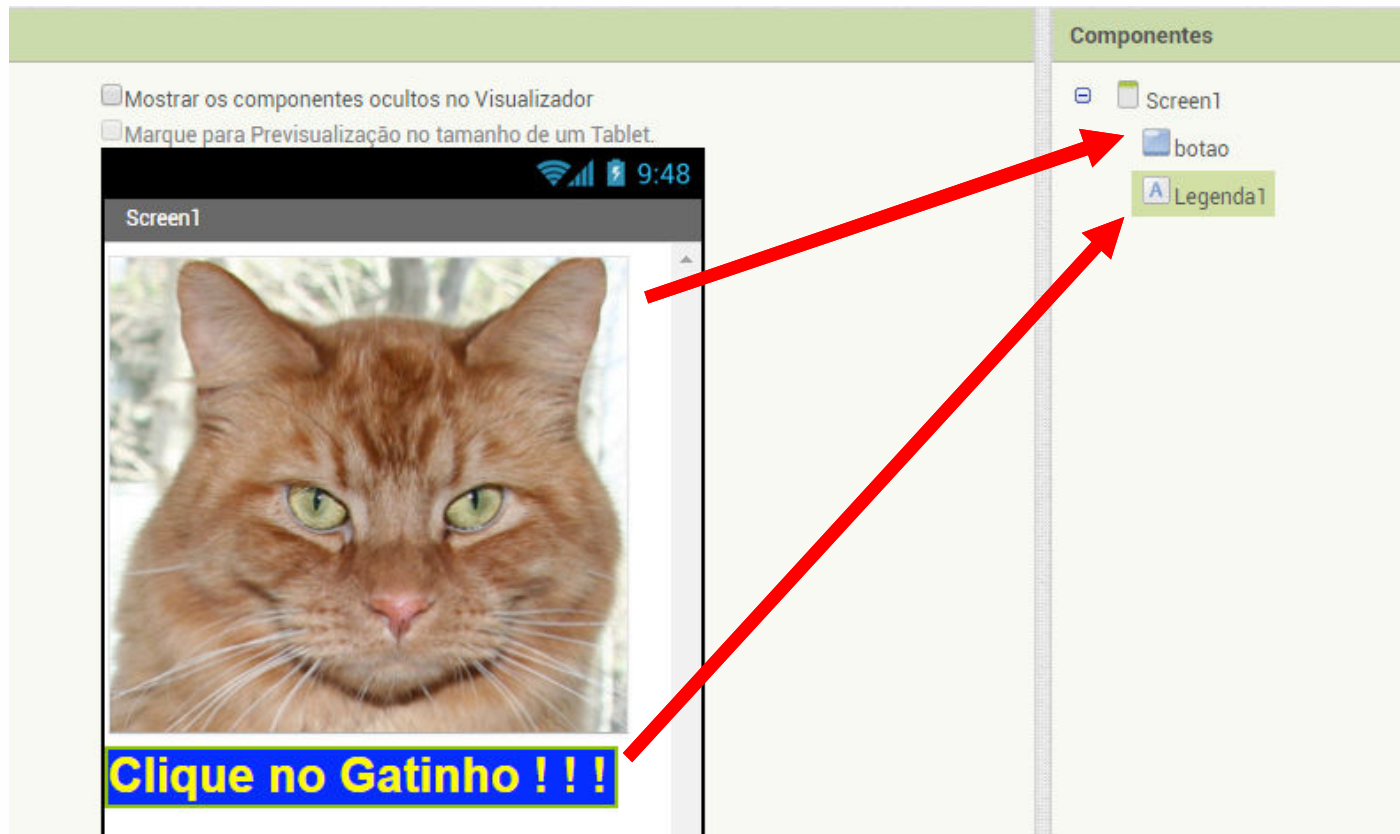 Mostrar os componentes ocultos no Visualizador
Marque para Previsualização no tamanho de um Tablet.
9:48
Screen1
Clique no Gatinho ! ! !
Componentes
Screen1
botao
A Legenda1